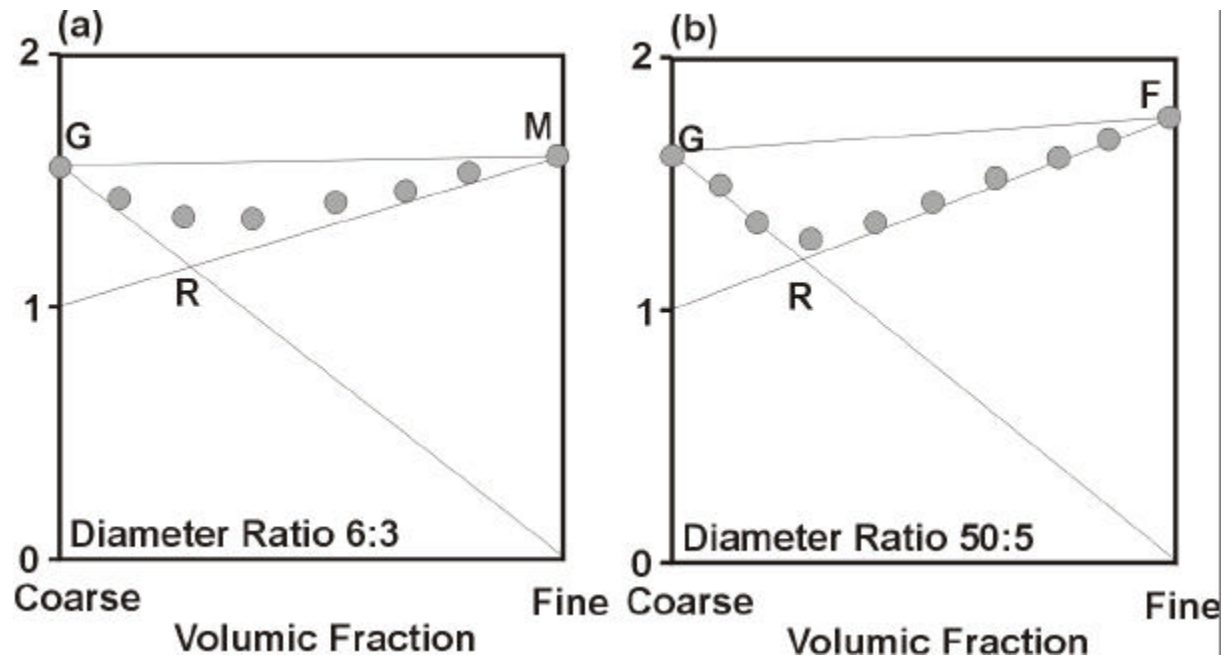 (a)
2
G
M
1
R
Diameter Ratio 6:3
0
Coarse
Fine
Volumic Fraction
(b)
2
F
G
1
R
Diameter Ratio 50:5
0
Coarse
Fine
Volumic Fraction